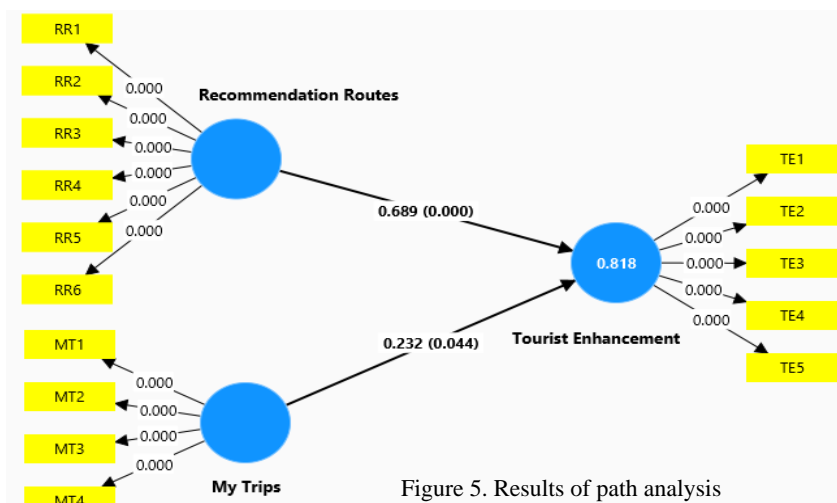 RR1
0.000
RR2
0.000
RR3
0.000
RR4
0.000
RR5
0.000
RR6
0.000
Recommendation Routes
0.689 (0.000)
MT1
0.000
MT2
0.000
MT3
0.000
MT4
0.000
My Trips
0.232 (0.044)
0.818
Tourist Enhancement
TE1
0.000
TE2
0.000
TE3
0.000
TE4
0.000
TE5
0.000
Figure 5. Results of path analysis